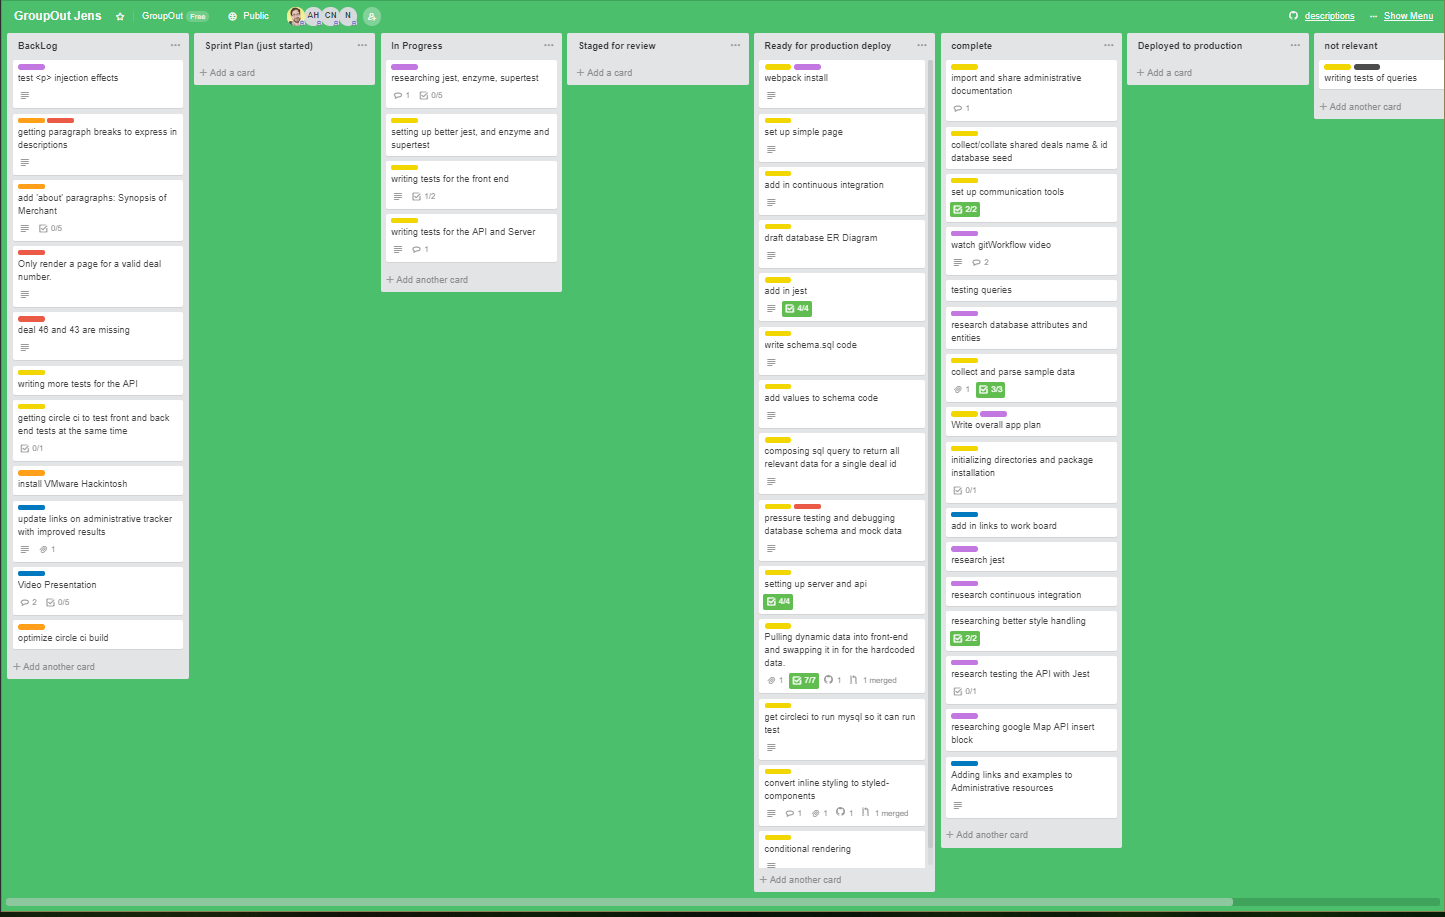 GroupOut Jens
GroupOut Free
Public
AH CN N
descriptions
... Show Menu
BackLog
test <p> injection effects
getting paragraph breaks to express in
descriptions
add 'about' paragraphs: Synopsis of
Merchant
0/5
Only render a page for a valid deal
number.
deal 46 and 43 are missing
writing more tests for the API
getting circle ci to test front and back
end tests at the same time
0/1
install VMware Hackintosh
update links on administrative tracker
with improved results
1
Video Presentation
2 0/5
optimize circle ci build
+ Add another card
Sprint Plan (just started)
+ Add a card
In Progress
researching jest, enzyme, supertest
1 0/5
setting up better jest, and enzyme and
supertest
writing tests for the front end
1/2
writing tests for the API and Server
1
+ Add another card
Staged for review
+ Add a card
Ready for production deploy
webpack install
set up simple page
add in continuous integration
draft database ER Diagram
add in jest
4/4
write schema.sql code
add values to schema code
composing sql query to return all
relevant data for a single deal id
pressure testing and debugging
database schema and mock data
setting up server and api
4/4
Pulling dynamic data into front-end
and swapping it in for the hardcoded
data.
1 7/7 1 1 merged
get circleci to run mysql so it can run
test
convert inline styling to styled-
components
1 1 1 1 merged
conditional rendering
+ Add another card
complete
import and share administrative
documentation
1
collect/collate shared deals name & id
database seed
set up communication tools
2/2
watch gitWorkflow video
2
testing queries
research database attributes and
entities
collect and parse sample data
1 3/3
Write overall app plan
initializing directories and package
installation
0/1
add in links to work board
research jest
research continuous integration
researching better style handling
2/2
research testing the API with Jest
0/1
researching google Map API insert
block
Adding links and examples to
Administrative resources
+ Add another card
Deployed to production
+ Add a card
not relevant
writing tests of queries
+ Add another card